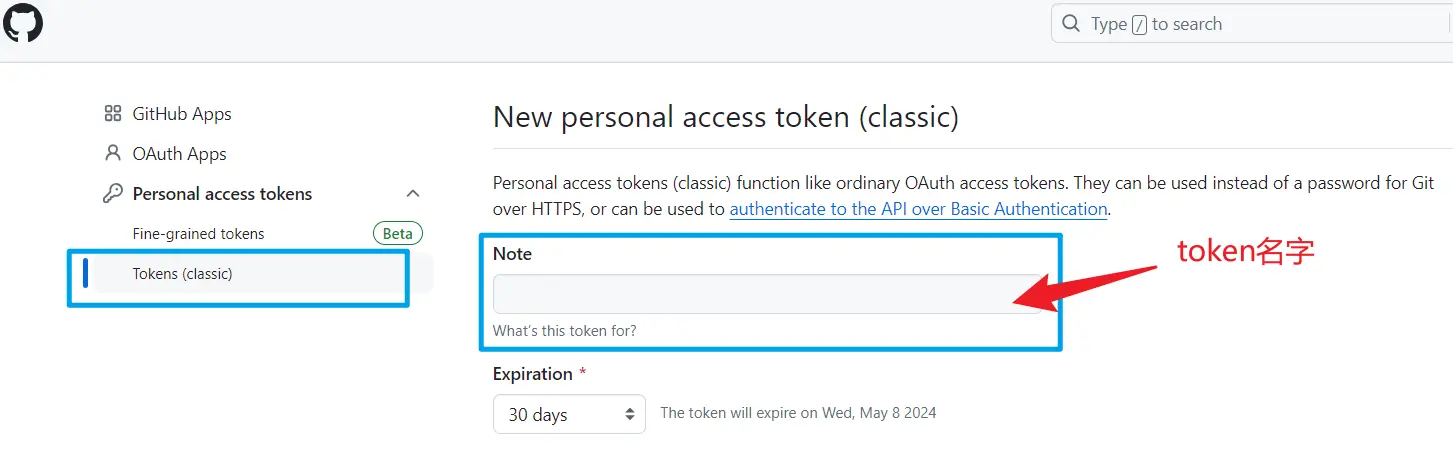 Type / to search
GitHub Apps
OAuth Apps
Personal access tokens
Fine-grained tokens Beta
Tokens (classic)
New personal access token (classic)
Personal access tokens (classic) function like ordinary OAuth access tokens. They can be used instead of a password for Git
over HTTPS, or can be used to authenticate to the API over Basic Authentication.
Note
token名字
What's this token for?
Expiration *
30 days The token will expire on Wed, May 8 2024